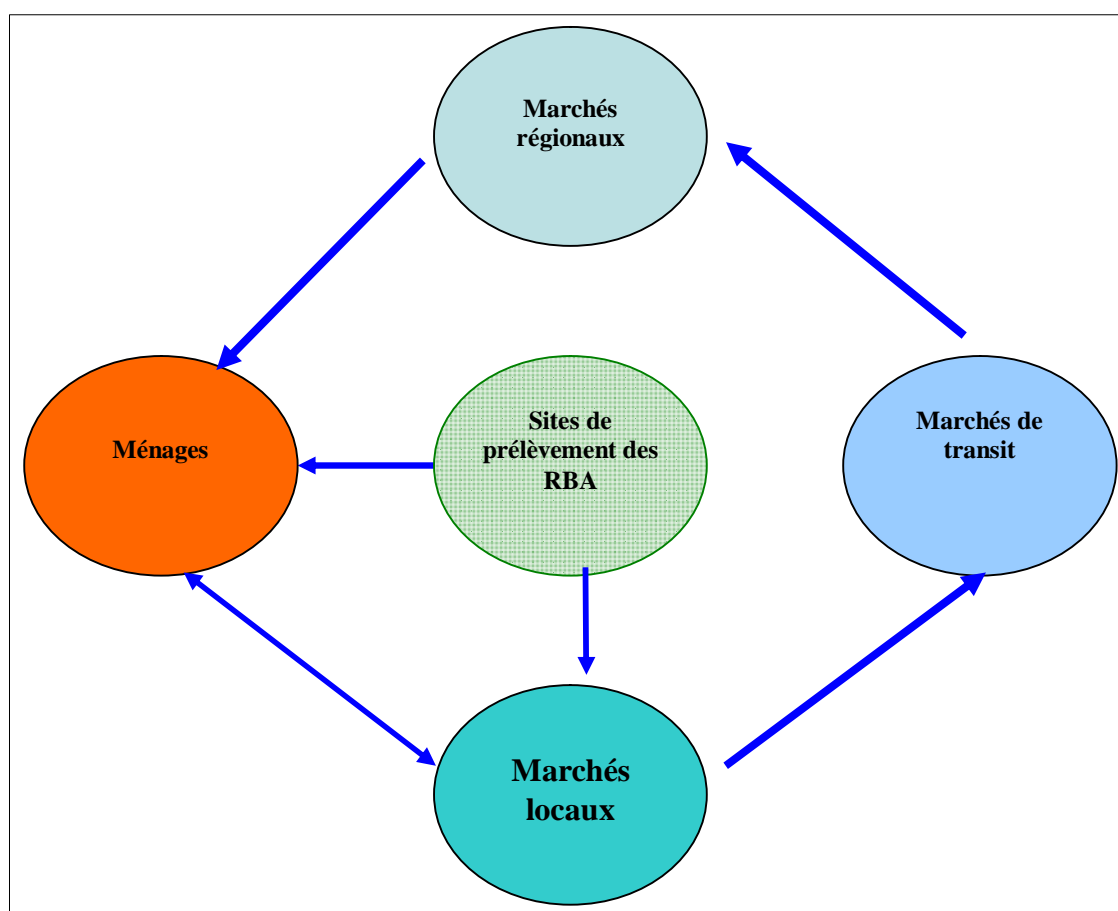 Marchés
régionaux
Ménages
Sites de
prélèvement des
RBA
Marchés de
transit
Marchés
locaux